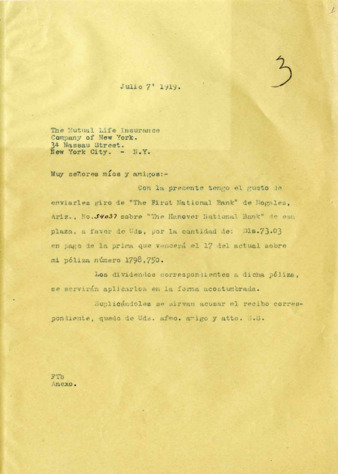 3
Julio 7' 1919.
The Mutual Life Insurance
Company of New York.
34 Nassau Street.
New York City. - N.Y.
Muy señores míos y amigos:-
Con la presente tengo el gusto de
enviarles giro de "The First National Bank" de Nogales,
Ariz., No. 54037 sobre "The Hanover National Bank" de esa
plaza, a favor de Uds, por la cantidad de: Dls.73.03
en pago de la prima que vencerá el 17 del actual sobre
mi póliza número 1798,750.
Los dividendos correspondientes a dicha póliza,
se servirán aplicarlos en la forma acostumbrada.
Suplicándoles se sirvan acusar el recibo corres-
pondiente, quedo de Uds. afmo. amigo y atto. S.S.
FTb
Anexo.